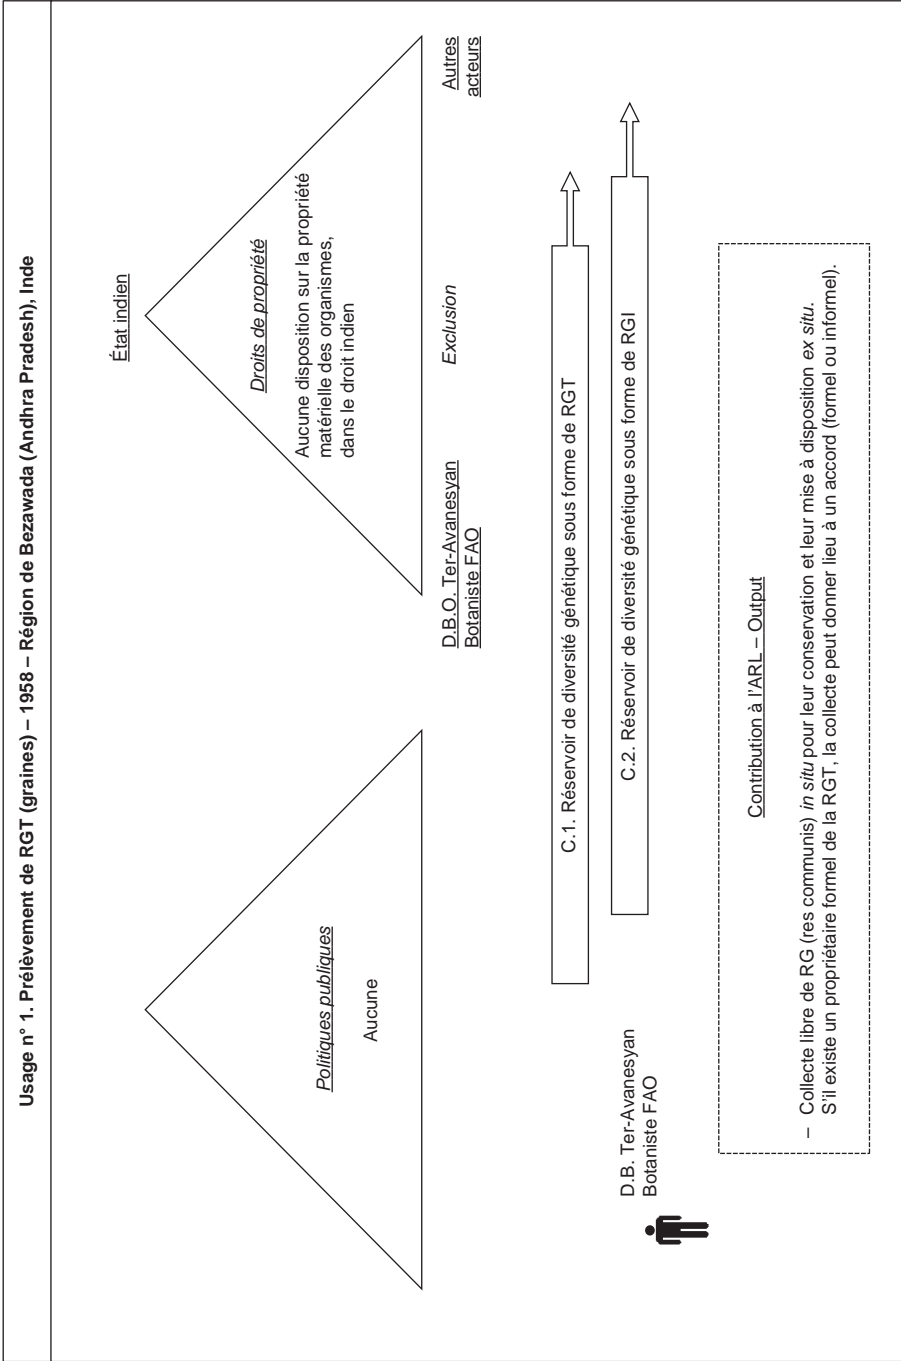 Usage n° 1. Prélèvement de RGT (graines) – 1958 – Région de Bezawada (Andhra Pradesh), Inde
Politiques publiques
Aucune
État indien
Droits de propriété
Aucune disposition sur la propriété
matérielle des organismes,
dans le droit indien
D.B.O. Ter-Avanesyan
Botaniste FAO
Exclusion
Autres
acteurs
D.B. Ter-Avanesyan
Botaniste FAO
C.1. Réservoir de diversité génétique sous forme de RGT
C.2. Réservoir de diversité génétique sous forme de RGI
Contribution à l'ARL – Output
– Collecte libre de RG (res communis) in situ pour leur conservation et leur mise à disposition ex situ.
S'il existe un propriétaire formel de la RGT, la collecte peut donner lieu à un accord (formel ou informel).